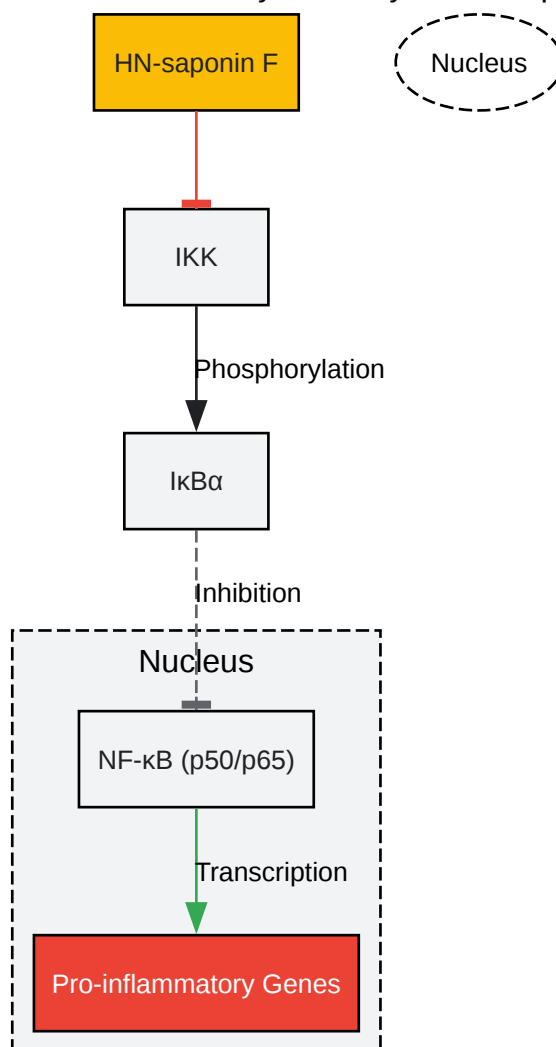 HN-saponin F
Nucleus
IKK
Phosphorylation
IκBα
Inhibition
Nucleus
NF-κB (p50/p65)
Transcription
Pro-inflammatory Genes